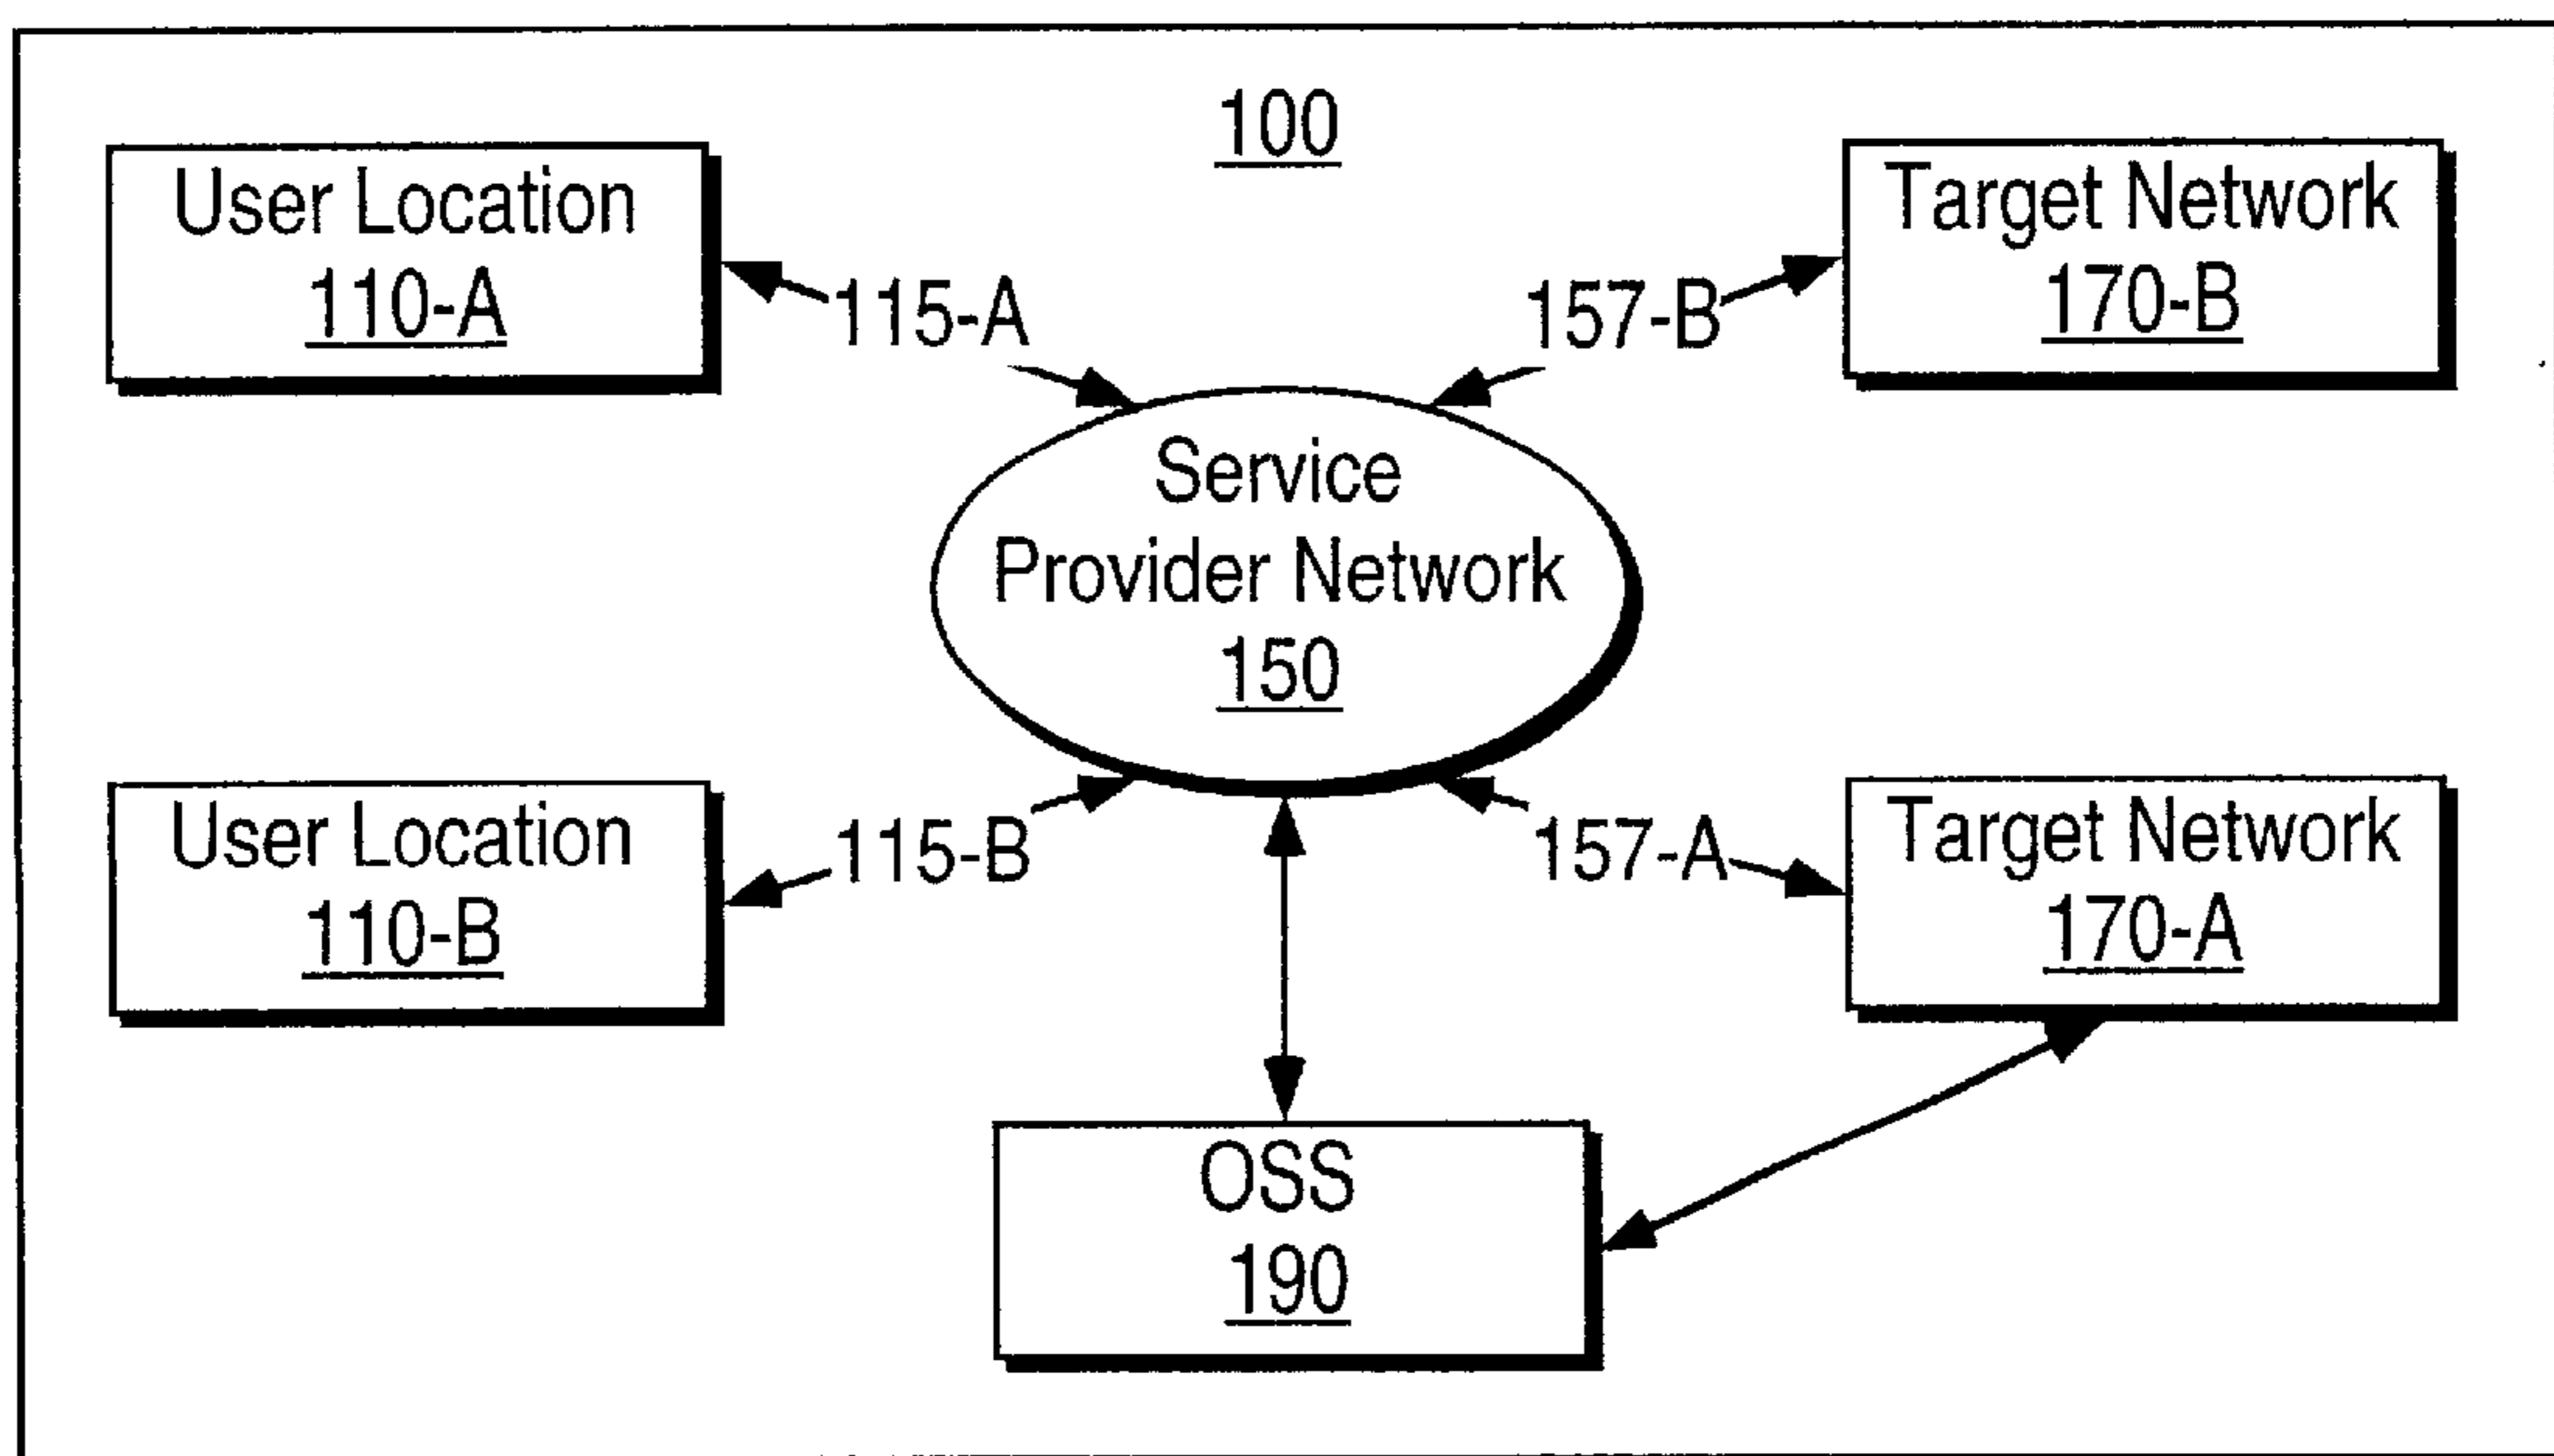 100
User Location
110-A
Target Network
170-B
115-A
157-B
Service
Provider Network
150
User Location
110-B
115-B
157-A
Target Network
170-A
OSS
190